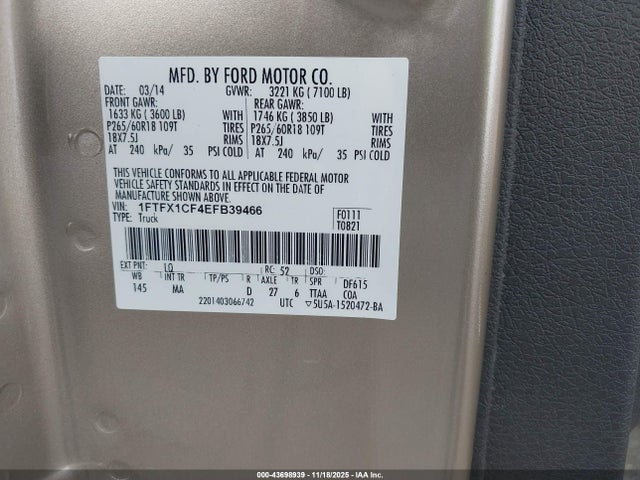 MFD. BY FORD MOTOR CO.
DATE: 03/14 GVWR: 3221 KG ( 7100 LB)
FRONT GAWR: REAR GAWR:
1633 KG ( 3600 LB) WITH 1746 KG ( 3850 LB) WITH
P265/60R18 109T TIRES P265/60R18 109T TIRES
18X7.5J RIMS 18X7.5J RIMS
AT 240 kPa/ 35 PSI COLD AT 240 kPa/ 35 PSI COLD
THIS VEHICLE CONFORMS TO ALL APPLICABLE FEDERAL MOTOR
VEHICLE SAFETY STANDARDS IN EFFECT ON THE DATE OF
MANUFACTURE SHOWN ABOVE.
VIN: 1FTFX1CF4EFB39466 F0111
TYPE: Truck T0821
EXT PNT: LQ RC: 52 DSO:
WB INT TR TP/PS R AXLE TR SPR DF615
145 MA D 27 6 TTAA COA
2201403066742 UTC ▽5U5A-1520472-BA
000-43698939 - 11/18/2025 - IAA Inc.